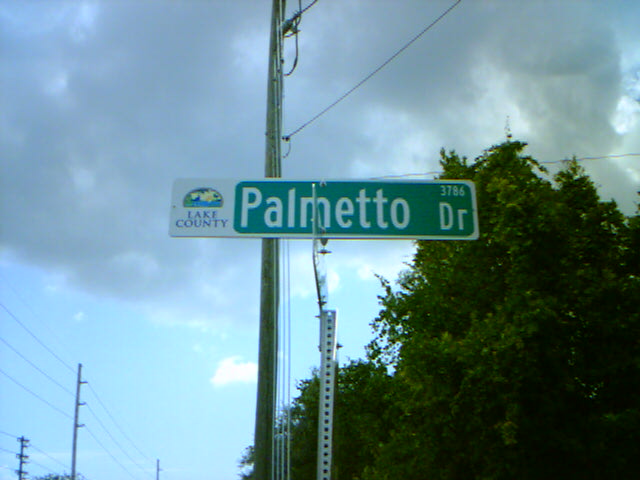 LAKE
COUNTY
Palmetto Dr
3786